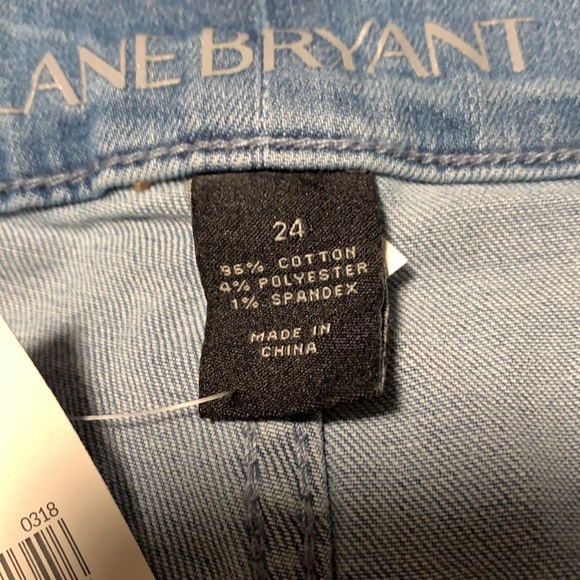 LANE BRYANT
24
95% COTTON
4% POLYESTER
1% SPANDEX
MADE IN
CHINA
0318